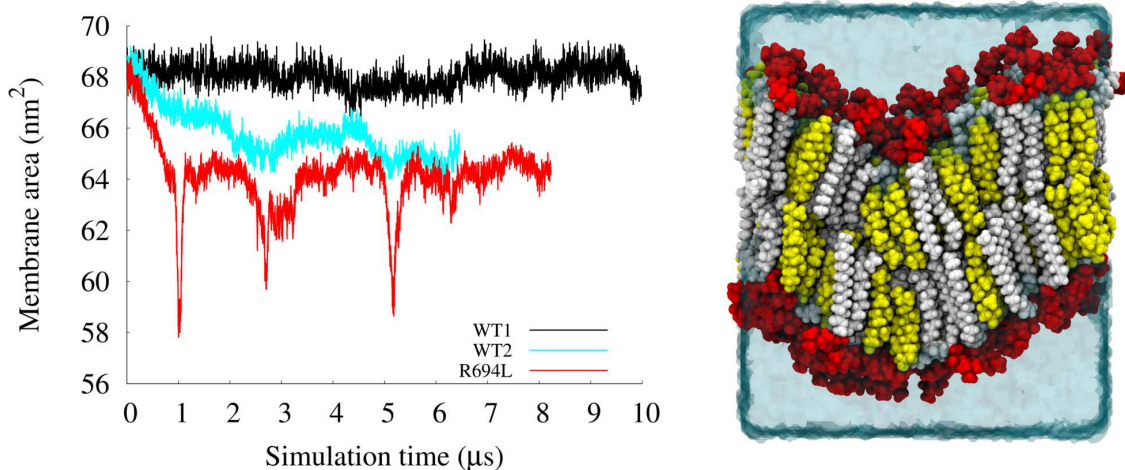 Membrane area (nm²)
70
68
66
64
62
60
58
56
WT1
WT2
R694L
0 1 2 3 4 5 6 7 8 9 10
Simulation time (μs)